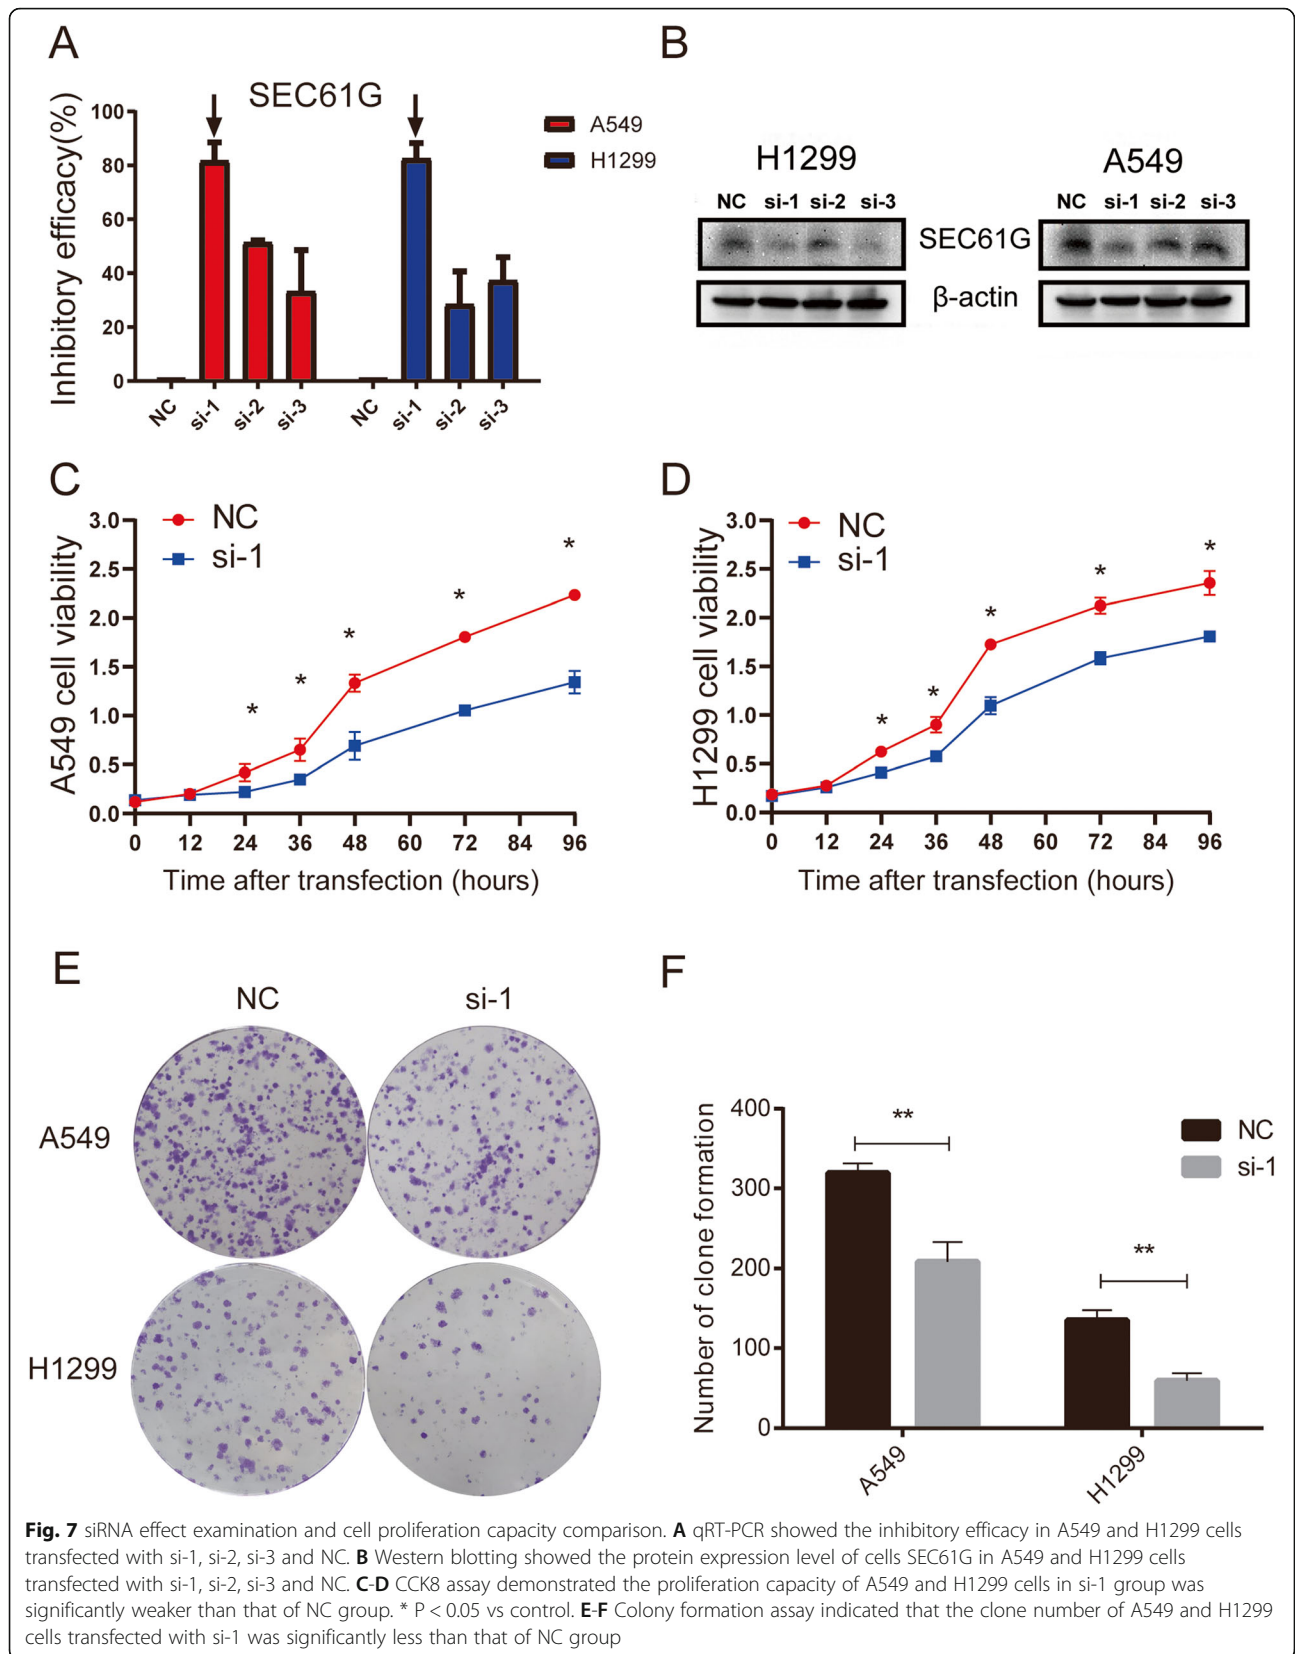 A
SEC61G
Inhibitory efficacy(%)
100
80
60
40
20
0
NC
si-1
si-2
si-3
NC
si-1
si-2
si-3
A549
H1299
B
H1299
A549
NC si-1 si-2 si-3
NC si-1 si-2 si-3
SEC61G
β-actin
C
NC
si-1
A549 cell viability
3.0
2.5
2.0
1.5
1.0
0.5
0.0
* * * * *
0 12 24 36 48 60 72 84 96
Time after transfection (hours)
D
NC
si-1
H1299 cell viability
3.0
2.5
2.0
1.5
1.0
0.5
0.0
* * * * *
0 12 24 36 48 60 72 84 96
Time after transfection (hours)
E
NC
si-1
A549
H1299
F
Number of clone formation
400
300
200
100
0
**
**
NC
si-1
A549
H1299
Fig. 7 siRNA effect examination and cell proliferation capacity comparison. A qRT-PCR showed the inhibitory efficacy in A549 and H1299 cells
transfected with si-1, si-2, si-3 and NC. B Western blotting showed the protein expression level of cells SEC61G in A549 and H1299 cells
transfected with si-1, si-2, si-3 and NC. C-D CCK8 assay demonstrated the proliferation capacity of A549 and H1299 cells in si-1 group was
significantly weaker than that of NC group. * P < 0.05 vs control. E-F Colony formation assay indicated that the clone number of A549 and H1299
cells transfected with si-1 was significantly less than that of NC group